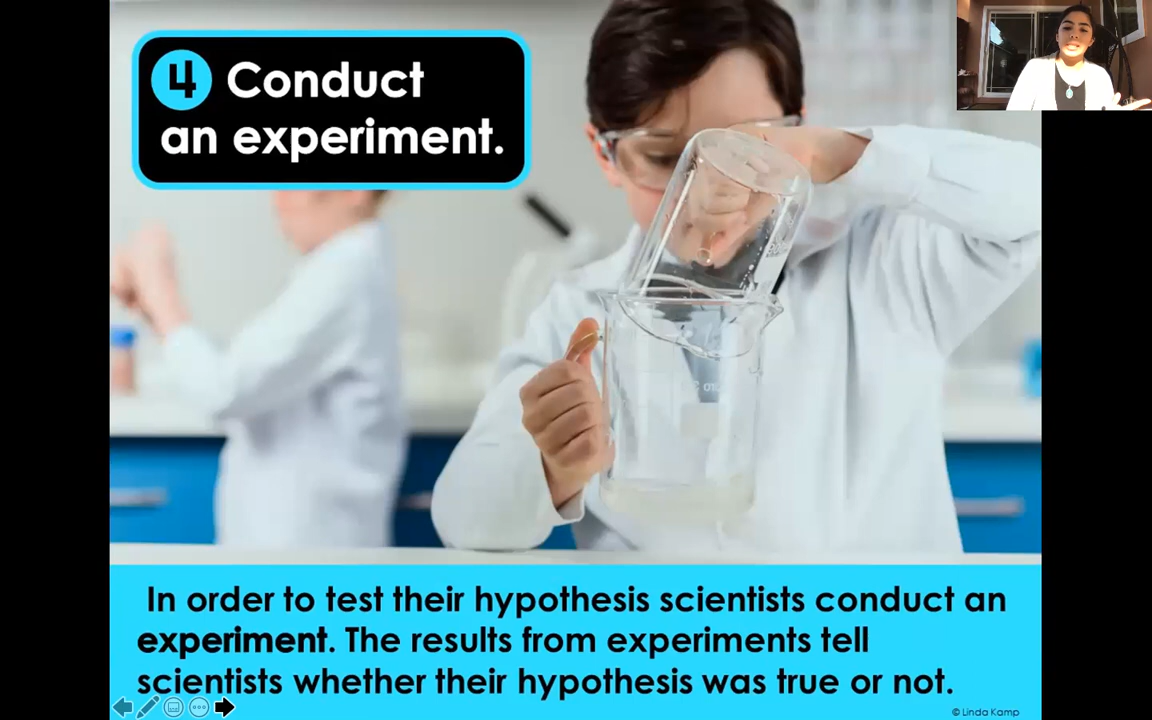 4 Conduct
an experiment.
In order to test their hypothesis scientists conduct an
experiment. The results from experiments tell
scientists whether their hypothesis was true or not.
© Linda Kamp